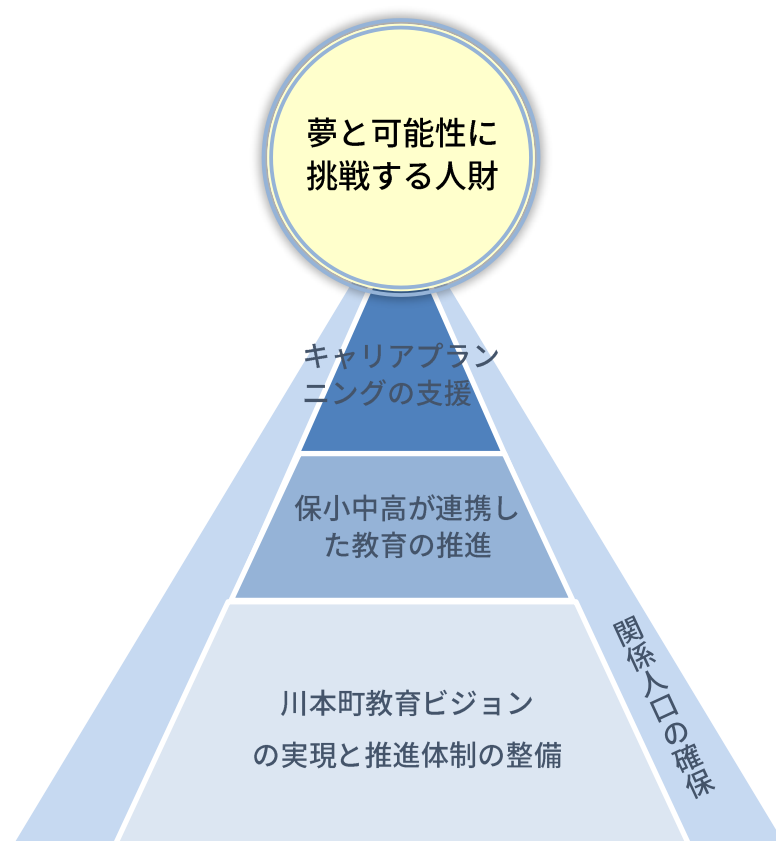 夢と可能性に
挑戦する人財
キャリアプラン
ニングの支援
保小中高が連携し
た教育の推進
川本町教育ビジョン
の実現と推進体制の整備
関係人口の確保